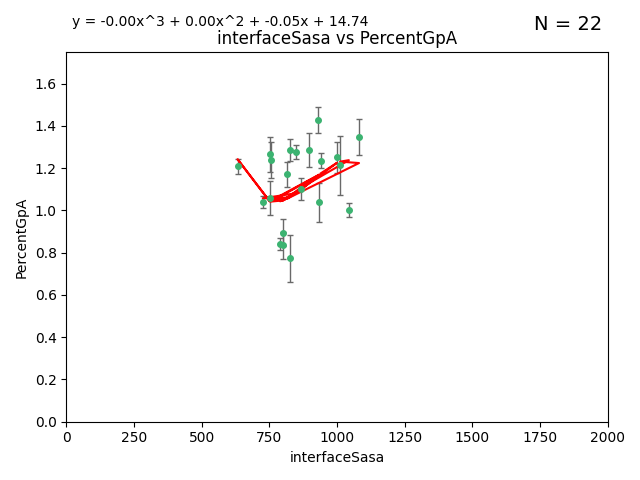 y = -0.00x^3 + 0.00x^2 + -0.05x + 14.74
N = 22
interfaceSasa vs PercentGpA
PercentGpA
1.6
1.4
1.2
1.0
0.8
0.6
0.4
0.2
0.0
0 250 500 750 1000 1250 1500 1750 2000
interfaceSasa